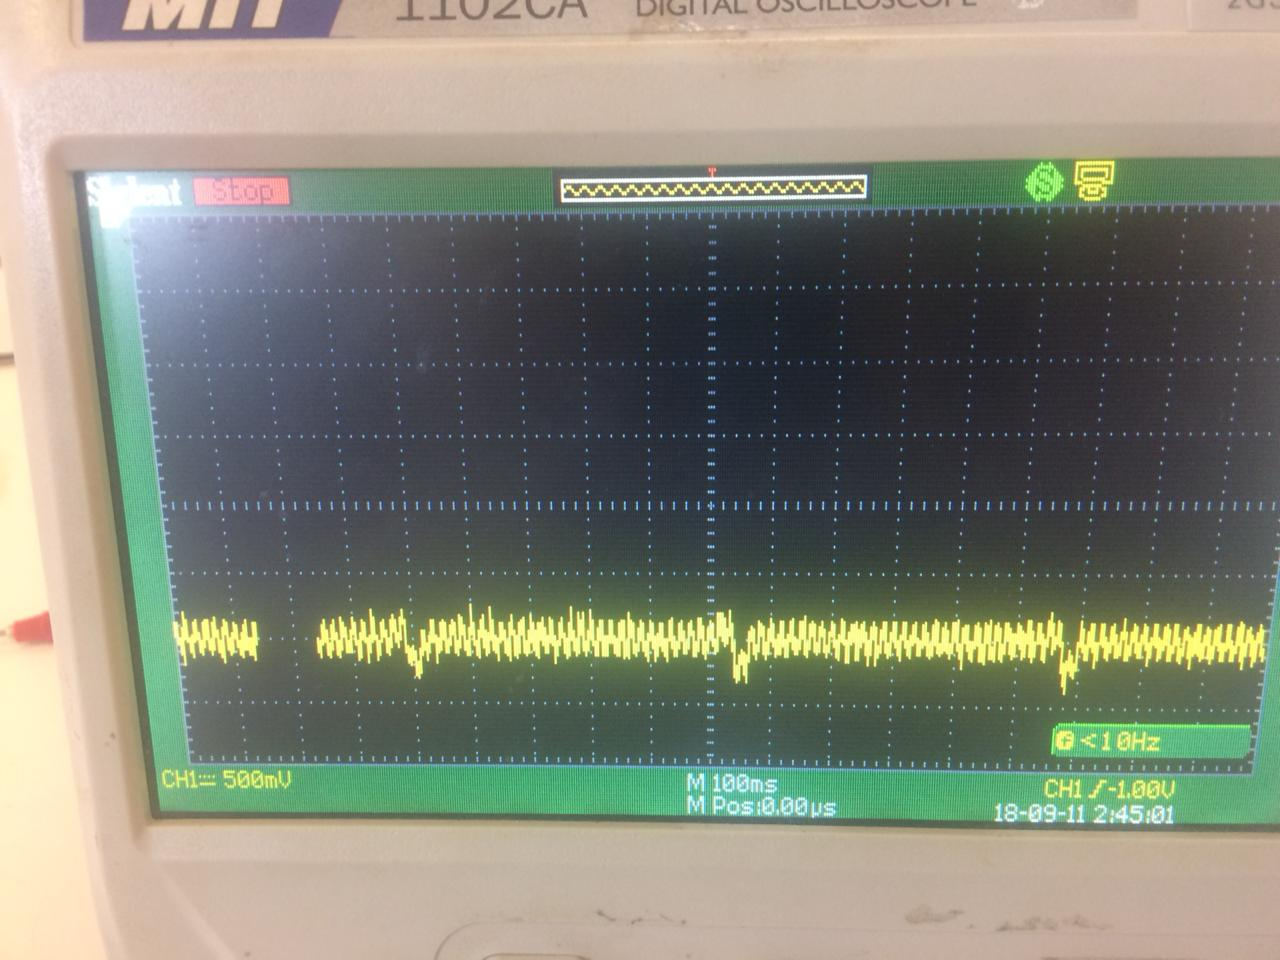 MIT 1102CA DIGITAL OSCILLOSCOPE
Stop
T
S
<10Hz
CH1 500mV
M 100ms
CH1 -1.00V
M Pos:0.00µs
18-09-11 2:45:01